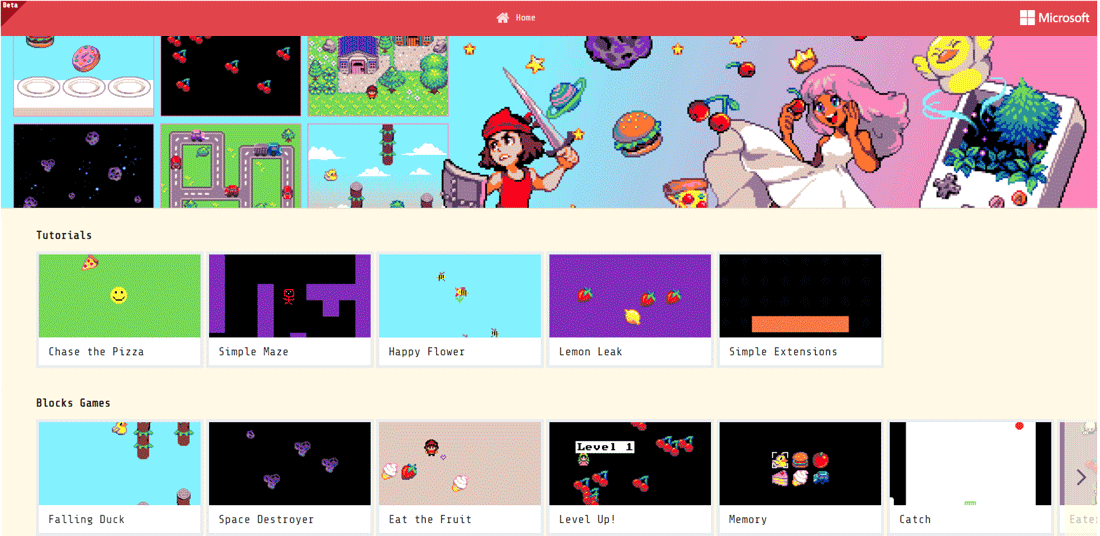 Beta
Home
Microsoft
Tutorials
Chase the Pizza
Simple Maze
Happy Flower
Lemon Leak
Simple Extensions
Blocks Games
Level 1
Falling Duck
Space Destroyer
Eat the Fruit
Level Up!
Memory
Catch
Eate